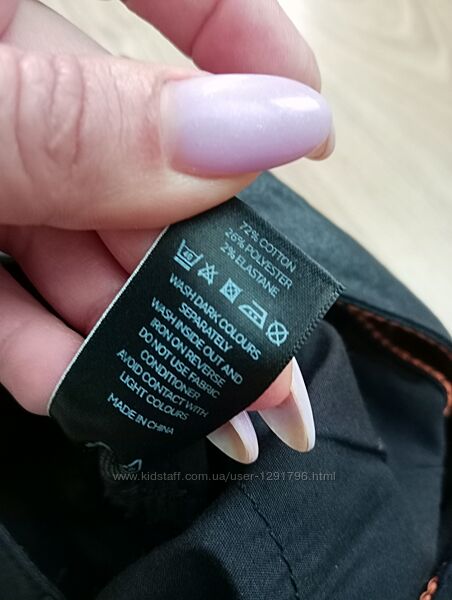 72% COTTON
26% POLYESTER
2% ELASTANE
WASH DARK COLOURS
SEPARATELY
WASH INSIDE OUT AND
IRON ON REVERSE
DO NOT USE FABRIC
CONDITIONER
AVOID CONTACT WITH
LIGHT COLOURS
MADE IN CHINA
www.kidstaff.com.ua/user-1291796.html